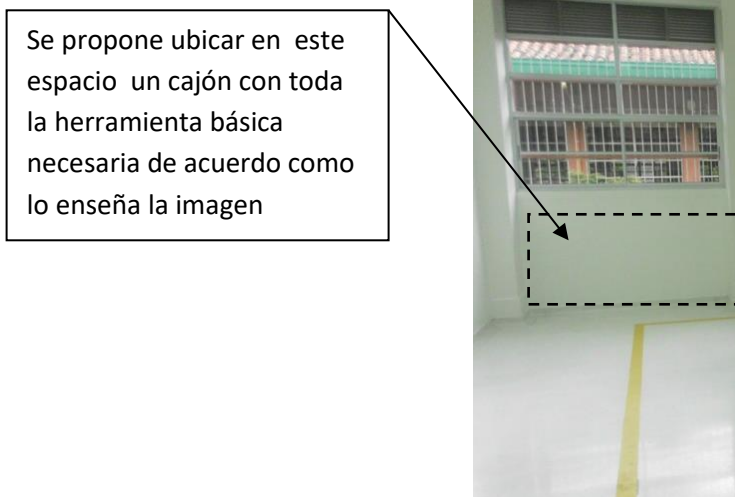 Se propone ubicar en este
espacio un cajón con toda
la herramienta básica
necesaria de acuerdo como
lo enseña la imagen